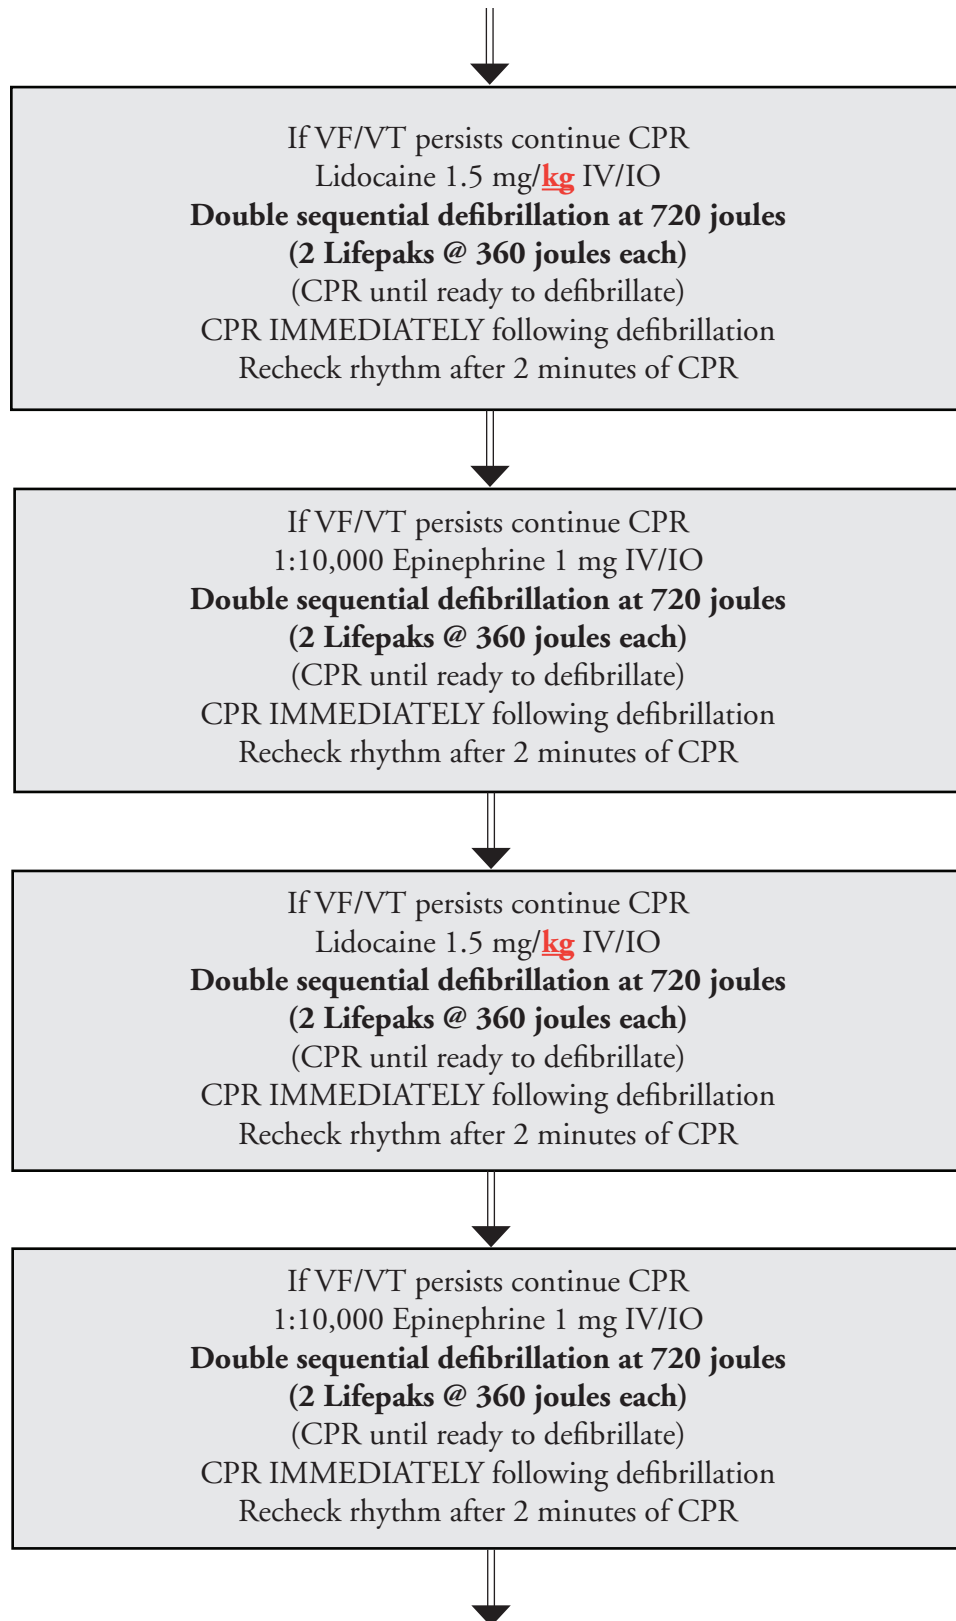 If VF/VT persists continue CPR
Lidocaine 1.5 mg/kg IV/IO
Double sequential defibrillation at 720 joules
(2 Lifepaks @ 360 joules each)
(CPR until ready to defibrillate)
CPR IMMEDIATELY following defibrillation
Recheck rhythm after 2 minutes of CPR
If VF/VT persists continue CPR
1:10,000 Epinephrine 1 mg IV/IO
Double sequential defibrillation at 720 joules
(2 Lifepaks @ 360 joules each)
(CPR until ready to defibrillate)
CPR IMMEDIATELY following defibrillation
Recheck rhythm after 2 minutes of CPR
If VF/VT persists continue CPR
Lidocaine 1.5 mg/kg IV/IO
Double sequential defibrillation at 720 joules
(2 Lifepaks @ 360 joules each)
(CPR until ready to defibrillate)
CPR IMMEDIATELY following defibrillation
Recheck rhythm after 2 minutes of CPR
If VF/VT persists continue CPR
1:10,000 Epinephrine 1 mg IV/IO
Double sequential defibrillation at 720 joules
(2 Lifepaks @ 360 joules each)
(CPR until ready to defibrillate)
CPR IMMEDIATELY following defibrillation
Recheck rhythm after 2 minutes of CPR